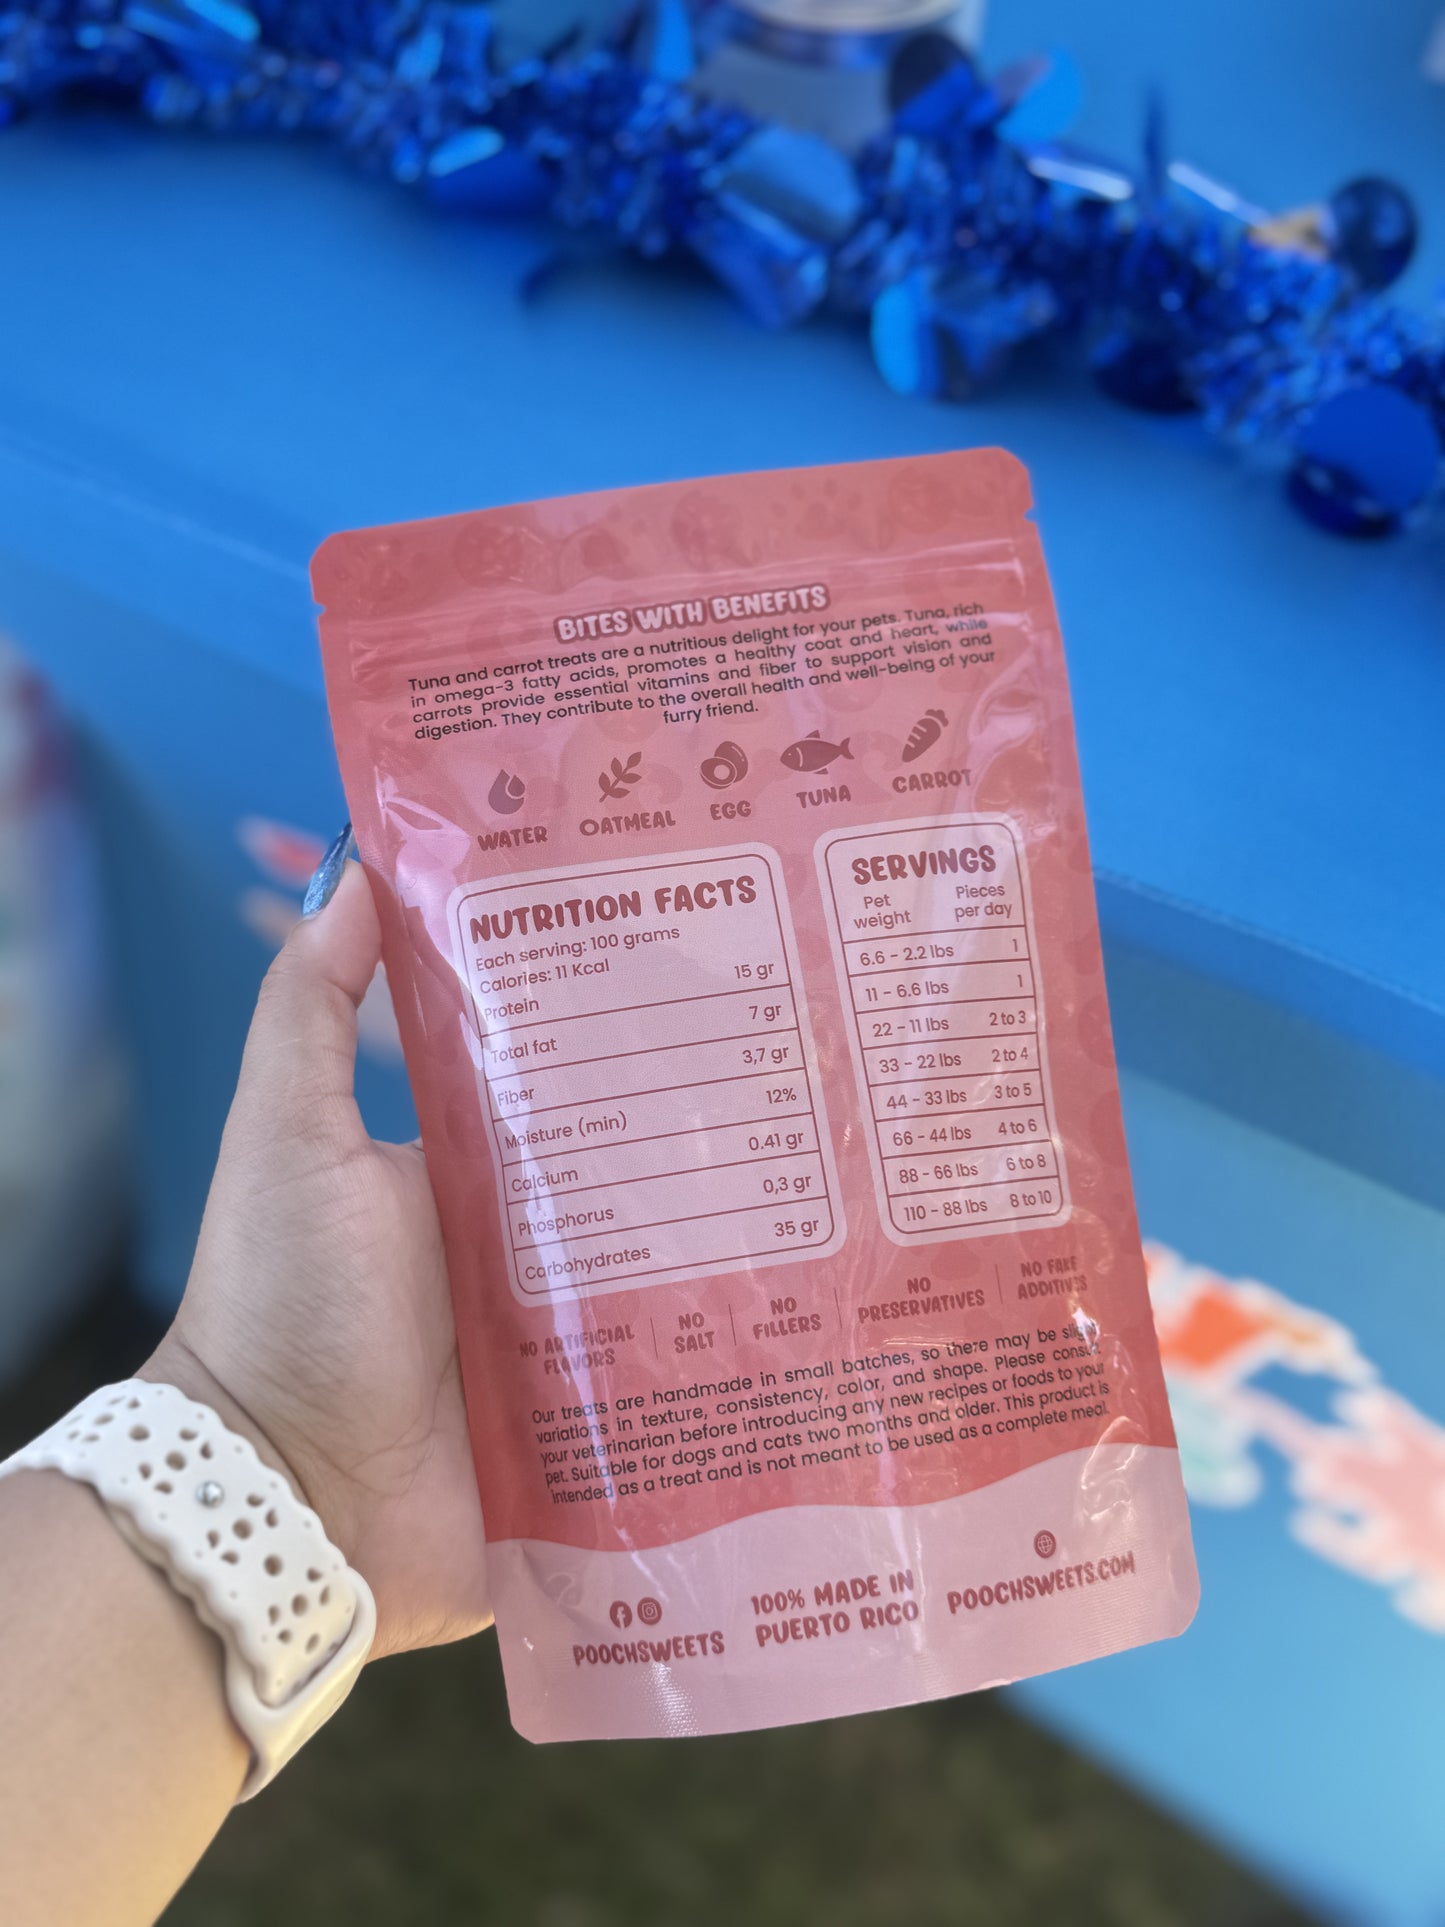 BITES WITH BENEFITS
Tuna and carrot treats are a nutritious delight for your pets. Tuna, rich
in omega-3 fatty acids, promotes a healthy coat and heart, while
carrots provide essential vitamins and fiber to support vision and
digestion. They contribute to the overall health and well-being of your
furry friend.
WATER
OATMEAL
EGG
TUNA
CARROT
NUTRITION FACTS
Each serving: 100 grams
Calories: 11 Kcal
Protein 15 gr
Total fat 7 gr
Fiber 3,7 gr
Moisture (min) 12%
Calcium 0.41 gr
Phosphorus 0,3 gr
Carbohydrates 35 gr
SERVINGS
Pet Pieces
weight per day
6.6 - 2.2 lbs 1
11 - 6.6 lbs 1
22 - 11 lbs 2 to 3
33 - 22 lbs 2 to 4
44 - 33 lbs 3 to 5
66 - 44 lbs 4 to 6
88 - 66 lbs 6 to 8
110 - 88 lbs 8 to 10
NO ARTIFICIAL
FLAVORS
NO
SALT
NO
FILLERS
NO
PRESERVATIVES
NO FAKE
ADDITIVES
Our treats are handmade in small batches, so there may be slight
variations in texture, consistency, color, and shape. Please consult
your veterinarian before introducing any new recipes or foods to your
pet. Suitable for dogs and cats two months and older. This product is
intended as a treat and is not meant to be used as a complete meal.
POOCHSWEETS
100% MADE IN
PUERTO RICO
POOCHSWEETS.COM